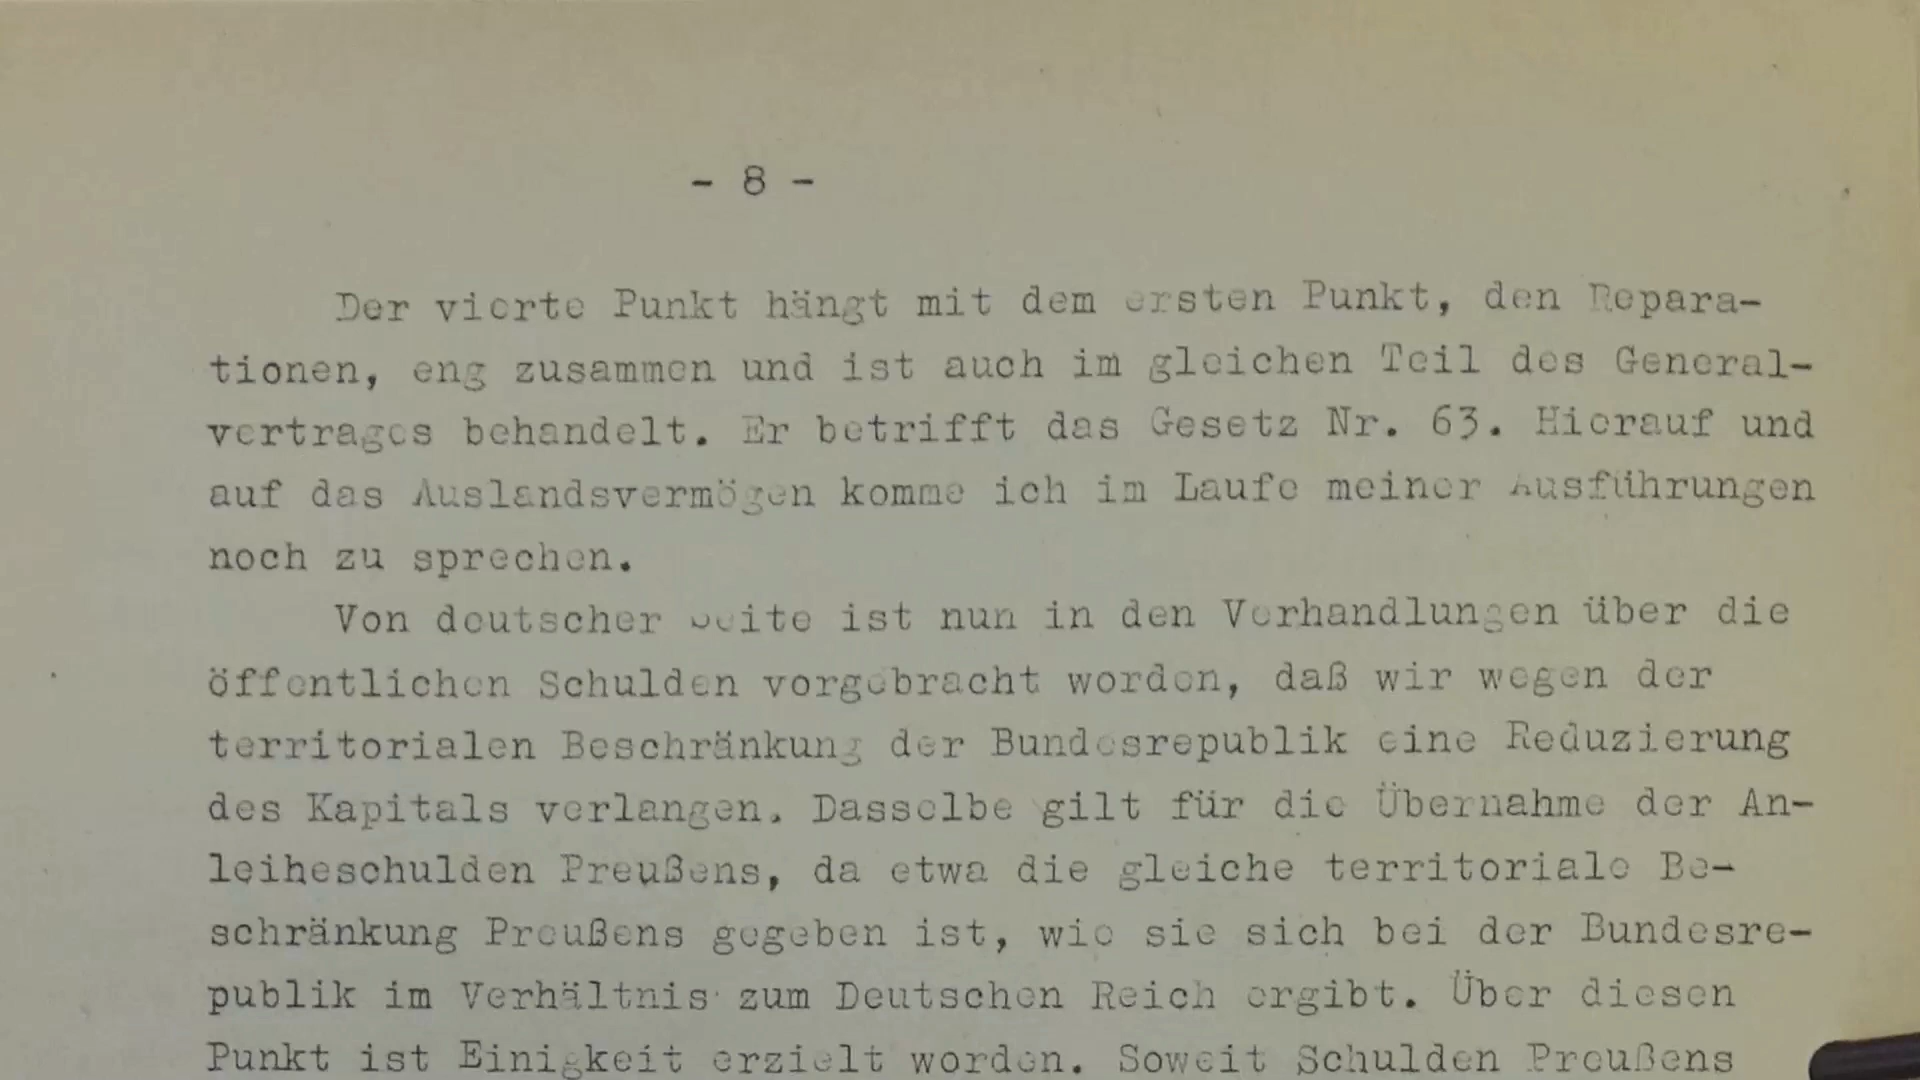 - 8 -
Der vierte Punkt hängt mit dem ersten Punkt, den Repara-
tionen, eng zusammen und ist auch im gleichen Teil des General-
vertrages behandelt. Er betrifft das Gesetz Nr. 63. Hierauf und
auf das Auslandsvermögen komme ich im Laufe meiner Ausführungen
noch zu sprechen.
Von deutscher Seite ist nun in den Verhandlungen über die
öffentlichen Schulden vorgebracht worden, daß wir wegen der
territorialen Beschränkung der Bundesrepublik eine Reduzierung
des Kapitals verlangen. Dasselbe gilt für die Übernahme der An-
leiheschulden Preußens, da etwa die gleiche territoriale Be-
schränkung Preußens gegeben ist, wie sie sich bei der Bundesre-
publik im Verhältnis zum Deutschen Reich ergibt. Über diesen
Punkt ist Einigkeit erzielt worden. Soweit Schulden Preußens